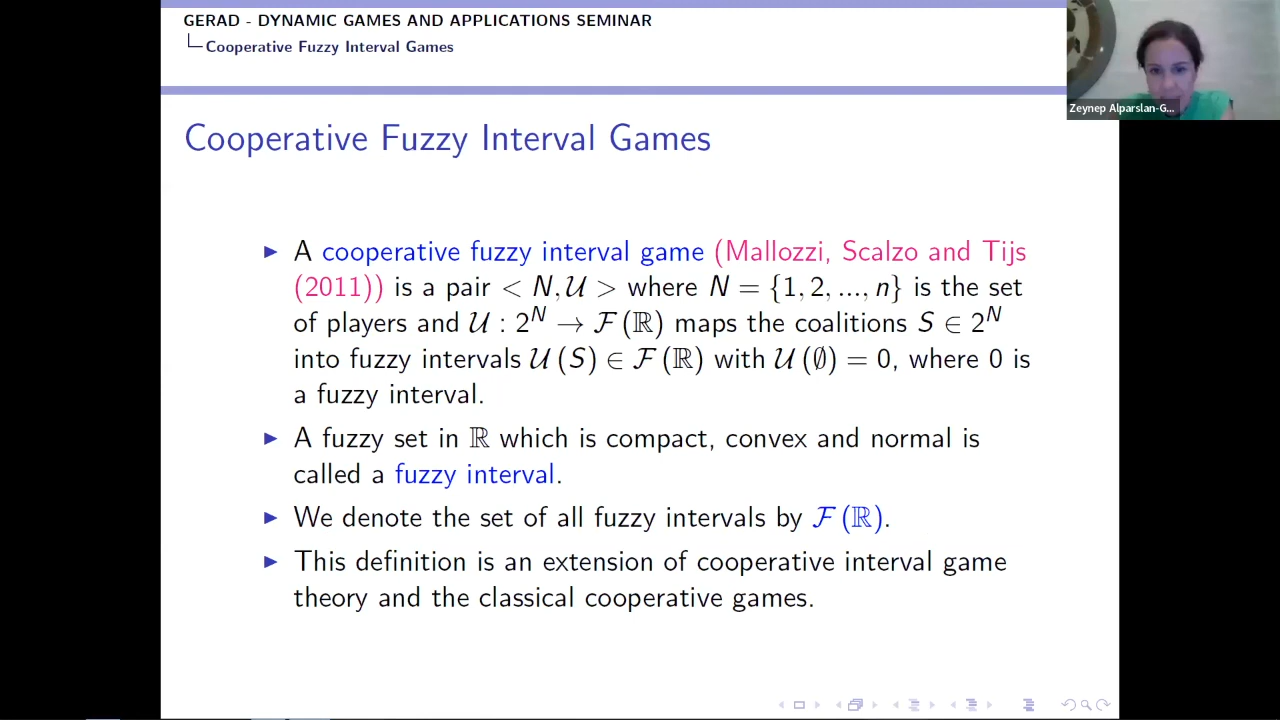 GERAD - DYNAMIC GAMES AND APPLICATIONS SEMINAR
Cooperative Fuzzy Interval Games
Zeynep Alparslan-G...
Cooperative Fuzzy Interval Games
▶ A cooperative fuzzy interval game (Mallozzi, Scalzo and Tijs
(2011)) is a pair < N, 𝒰 > where N = {1, 2, ..., n} is the set
of players and 𝒰 : 2^N → ℱ (ℝ) maps the coalitions S ∈ 2^N
into fuzzy intervals 𝒰 (S) ∈ ℱ (ℝ) with 𝒰 (∅) = 0, where 0 is
a fuzzy interval.
▶ A fuzzy set in ℝ which is compact, convex and normal is
called a fuzzy interval.
▶ We denote the set of all fuzzy intervals by ℱ (ℝ).
▶ This definition is an extension of cooperative interval game
theory and the classical cooperative games.